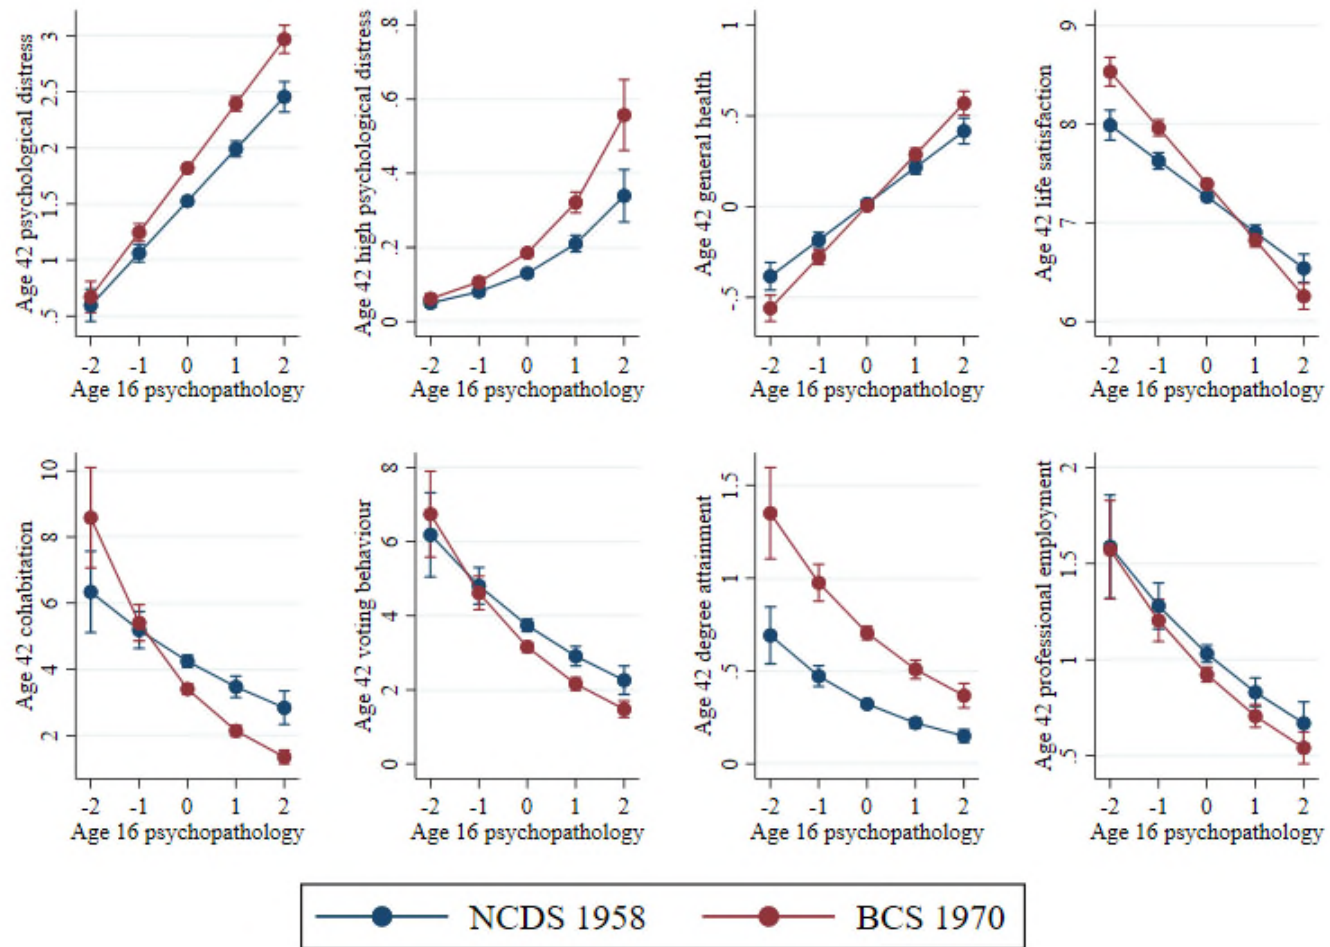 Age 42 psychological distress
3
2.5
2
1.5
1
.5
-2 -1 0 1 2
Age 16 psychopathology
Age 42 high psychological distress
.8
.6
.4
.2
0
-2 -1 0 1 2
Age 16 psychopathology
Age 42 general health
1
.5
0
-.5
-2 -1 0 1 2
Age 16 psychopathology
Age 42 life satisfaction
9
8
7
6
-2 -1 0 1 2
Age 16 psychopathology
Age 42 cohabitation
10
8
6
4
2
-2 -1 0 1 2
Age 16 psychopathology
Age 42 voting behaviour
8
6
4
2
0
-2 -1 0 1 2
Age 16 psychopathology
Age 42 degree attainment
1.5
1
.5
0
-2 -1 0 1 2
Age 16 psychopathology
Age 42 professional employment
2
1.5
1
.5
-2 -1 0 1 2
Age 16 psychopathology
NCDS 1958 BCS 1970